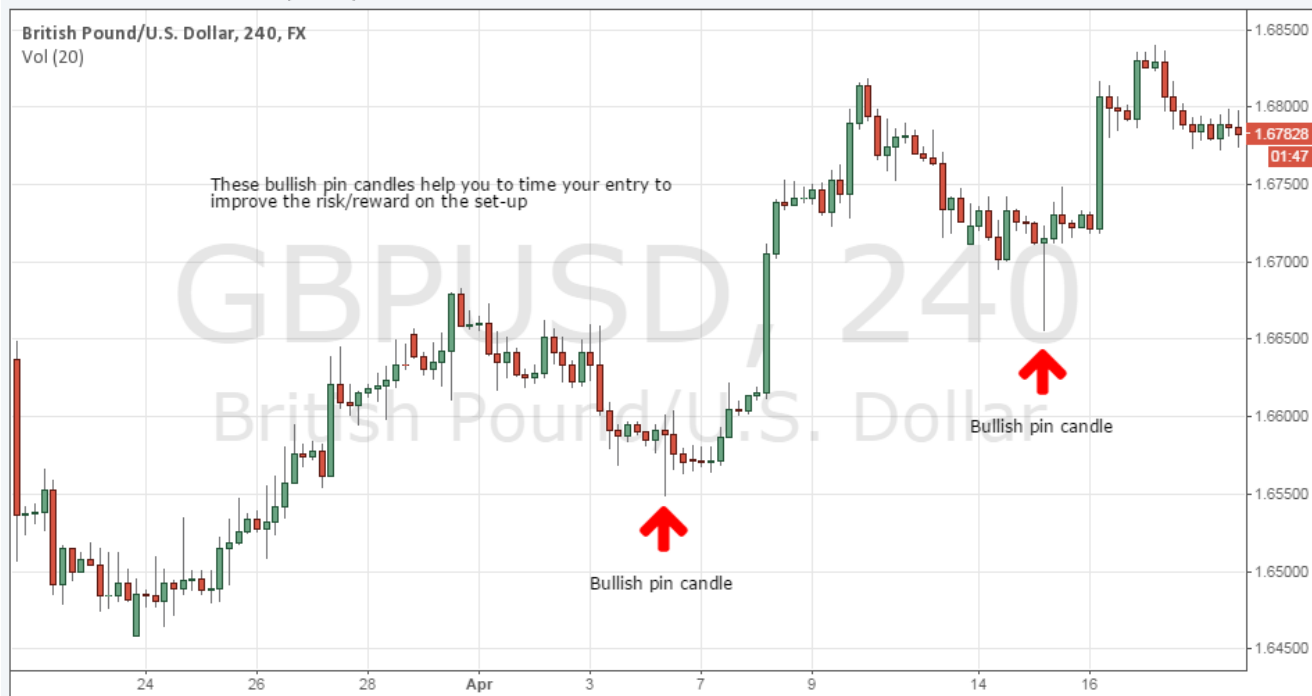 British Pound/U.S. Dollar, 240, FX
Vol (20)
1.68500
1.68000
1.67828
01:47
1.67500
These bullish pin candles help you to time your entry to
improve the risk/reward on the set-up
GBPUSD, 240
1.67000
1.66500
British Pound/U.S. Dollar
1.66000
Bullish pin candle
1.65500
Bullish pin candle
1.65000
1.64500
24
26
28
Apr
3
7
9
14
16